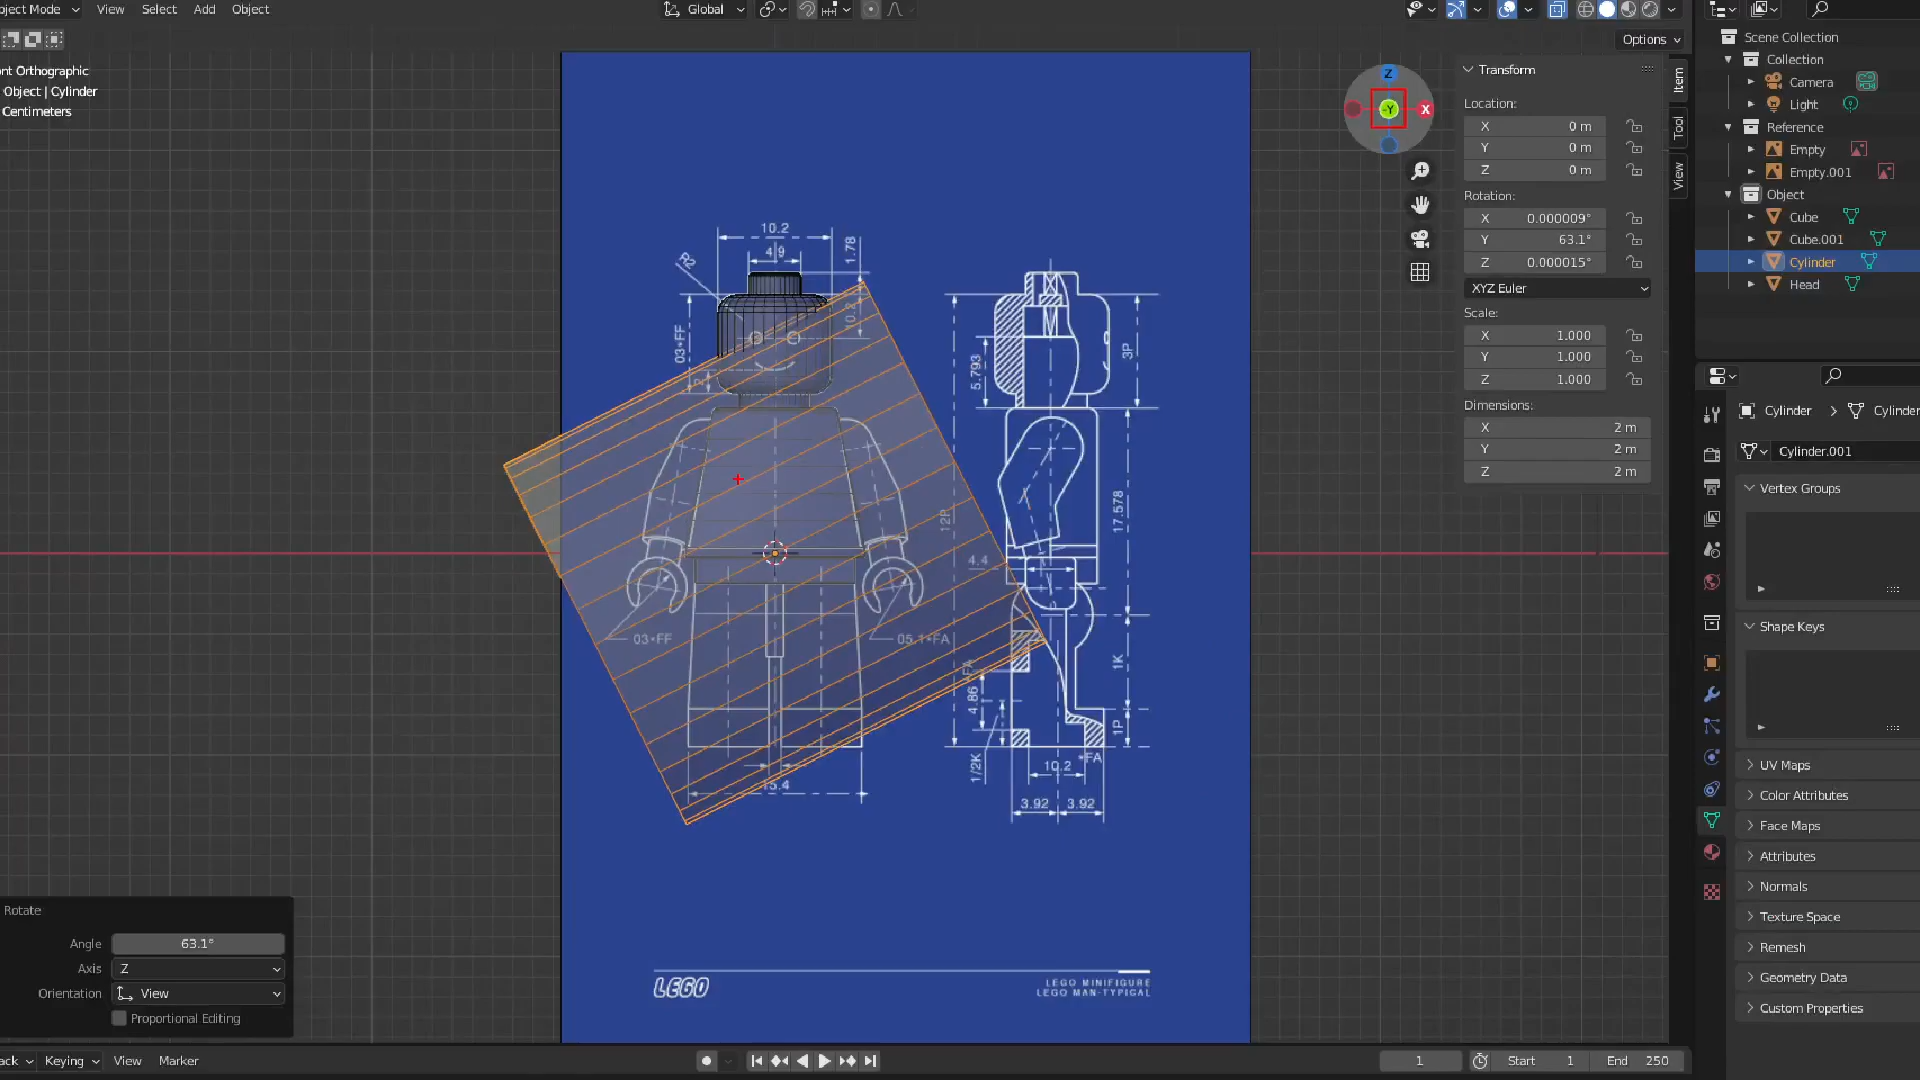 ject Mode View Select Add Object Global
Options
nt Orthographic
Object | Cylinder
Centimeters
Z
-Y
X
Transform
Location:
X 0 m
Y 0 m
Z 0 m
Rotation:
X 0.000009°
Y 63.1°
Z 0.000015°
XYZ Euler
Scale:
X 1.000
Y 1.000
Z 1.000
Dimensions:
X 2 m
Y 2 m
Z 2 m
Item
Tool
View
Scene Collection
Collection
Camera
Light
Reference
Empty
Empty.001
Object
Cube
Cube.001
Cylinder
Head
Cylinder > Cylinder
Cylinder.001
Vertex Groups
Shape Keys
UV Maps
Color Attributes
Face Maps
Attributes
Normals
Texture Space
Remesh
Geometry Data
Custom Properties
10.2
4.9
1.78
R2
10.2
03*FF
5.793
3P
12P
17.578
4.4
03*FF
05.1*FA
1K
4.86
1P
*FA
1/2K
10.2
15.4
3.92 3.92
LEGO
LEGO MINIFIGURE
LEGO MAN-TYPICAL
Rotate
Angle 63.1°
Axis Z
Orientation View
Proportional Editing
ack Keying View Marker
1 Start 1 End 250